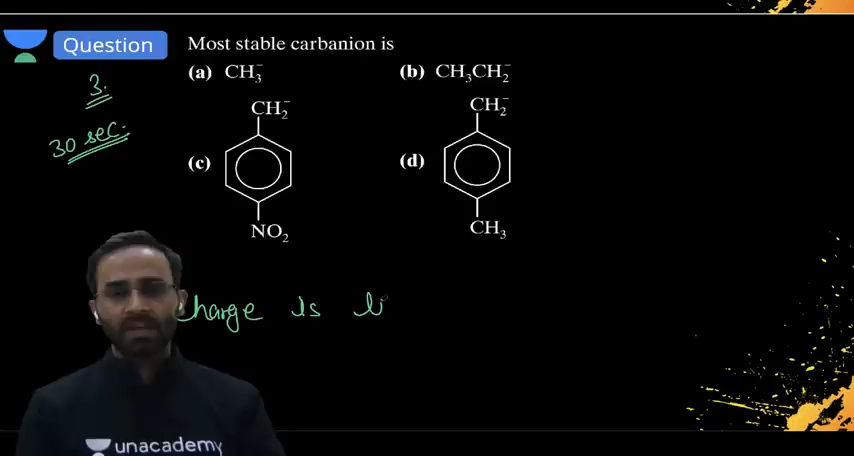 Question
Most stable carbanion is
(a) CH₃⁻
(b) CH₃CH₂⁻
3.
30 sec.
(c)
CH₂⁻
NO₂
(d)
CH₂⁻
CH₃
Charge is
unacademy